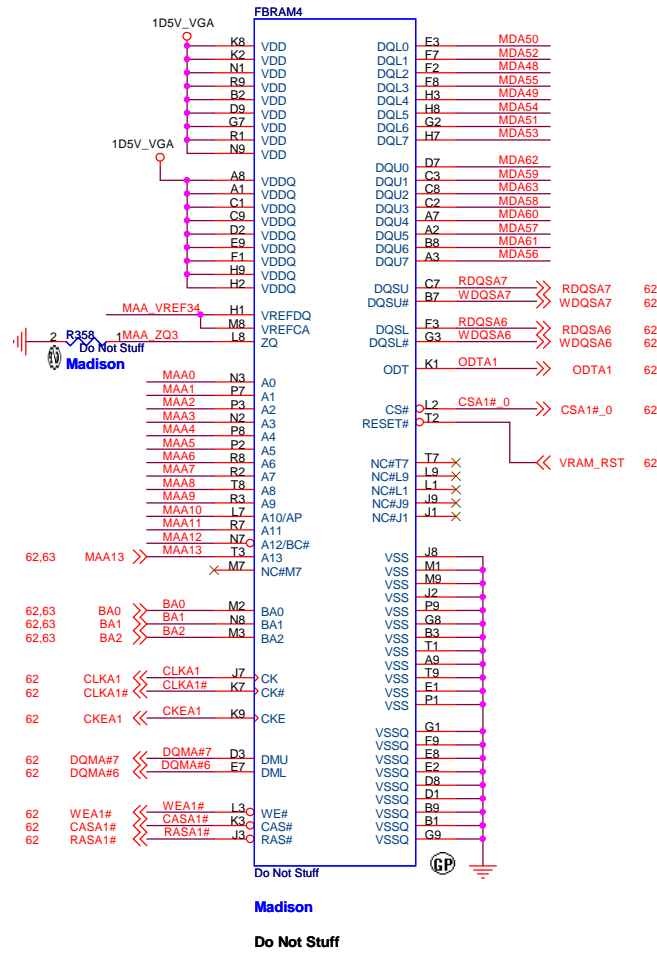 FBRAM4
1D5V_VGA
K8 VDD DQL0 E3 MDA50
K2 VDD DQL1 F7 MDA52
N1 VDD DQL2 F2 MDA48
R9 VDD DQL3 F8 MDA55
B2 VDD DQL4 H3 MDA49
D9 VDD DQL5 H8 MDA54
G7 VDD DQL6 G2 MDA51
R1 VDD DQL7 H7 MDA53
1D5V_VGA N9 VDD
DQU0 D7 MDA62
A8 VDDQ DQU1 C3 MDA59
A1 VDDQ DQU2 C8 MDA63
C1 VDDQ DQU3 C2 MDA58
C9 VDDQ DQU4 A7 MDA60
D2 VDDQ DQU5 A2 MDA57
E9 VDDQ DQU6 B8 MDA61
F1 VDDQ DQU7 A3 MDA56
H9 VDDQ
H2 VDDQ DQSU C7 RDQSA7 RDQSA7 62
DQSU# B7 WDQSA7 WDQSA7 62
MAA_VREF34 H1 VREFDQ
M8 VREFCA DQSL F3 RDQSA6 RDQSA6 62
2 R358 1 MAA_ZQ3 L8 ZQ DQSL# G3 WDQSA6 WDQSA6 62
Do Not Stuff
Madison
ODT K1 ODTA1 ODTA1 62
MAA0 N3 A0
MAA1 P7 A1
MAA2 P3 A2 CS# L2 CSA1#_0 CSA1#_0 62
MAA3 N2 A3 RESET# T2
MAA4 P8 A4
MAA5 P2 A5
MAA6 R8 A6 NC#T7 T7 VRAM_RST 62
MAA7 R2 A7 NC#L9 L9
MAA8 T8 A8 NC#L1 L1
MAA9 R3 A9 NC#J9 J9
MAA10 L7 A10/AP NC#J1 J1
MAA11 R7 A11
MAA12 N7 A12/BC#
62,63 MAA13 MAA13 T3 A13 VSS J8
M7 NC#M7 VSS M1
VSS M9
VSS J2
62,63 BA0 BA0 M2 BA0 VSS P9
62,63 BA1 BA1 N8 BA1 VSS G8
62,63 BA2 BA2 M3 BA2 VSS B3
VSS T1
VSS A9
62 CLKA1 CLKA1 J7 CK VSS T9
62 CLKA1# CLKA1# K7 CK# VSS E1
VSS P1
62 CKEA1 CKEA1 K9 CKE
VSSQ G1
VSSQ F9
62 DQMA#7 DQMA#7 D3 DMU VSSQ E8
62 DQMA#6 DQMA#6 E7 DML VSSQ E2
VSSQ D8
VSSQ D1
62 WEA1# WEA1# L3 WE# VSSQ B9
62 CASA1# CASA1# K3 CAS# VSSQ B1
62 RASA1# RASA1# J3 RAS# VSSQ G9
GP
Do Not Stuff
Madison
Do Not Stuff